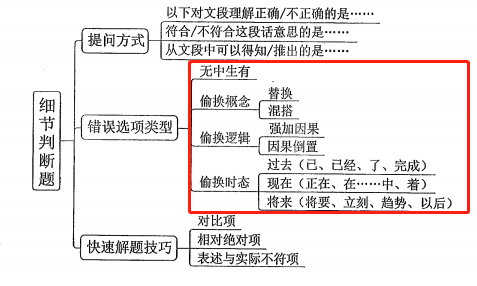 以下对文段理解正确/不正确的是……
提问方式
符合/不符合这段话意思的是……
从文段中可以得知/推出的是……
细节判断题
错误选项类型
无中生有
偷换概念
替换
混搭
偷换逻辑
强加因果
因果倒置
偷换时态
过去（已、已经、了、完成）
现在（正在、在……中、着）
将来（将要、立刻、趋势、以后）
快速解题技巧
对比项
相对绝对项
表述与实际不符项